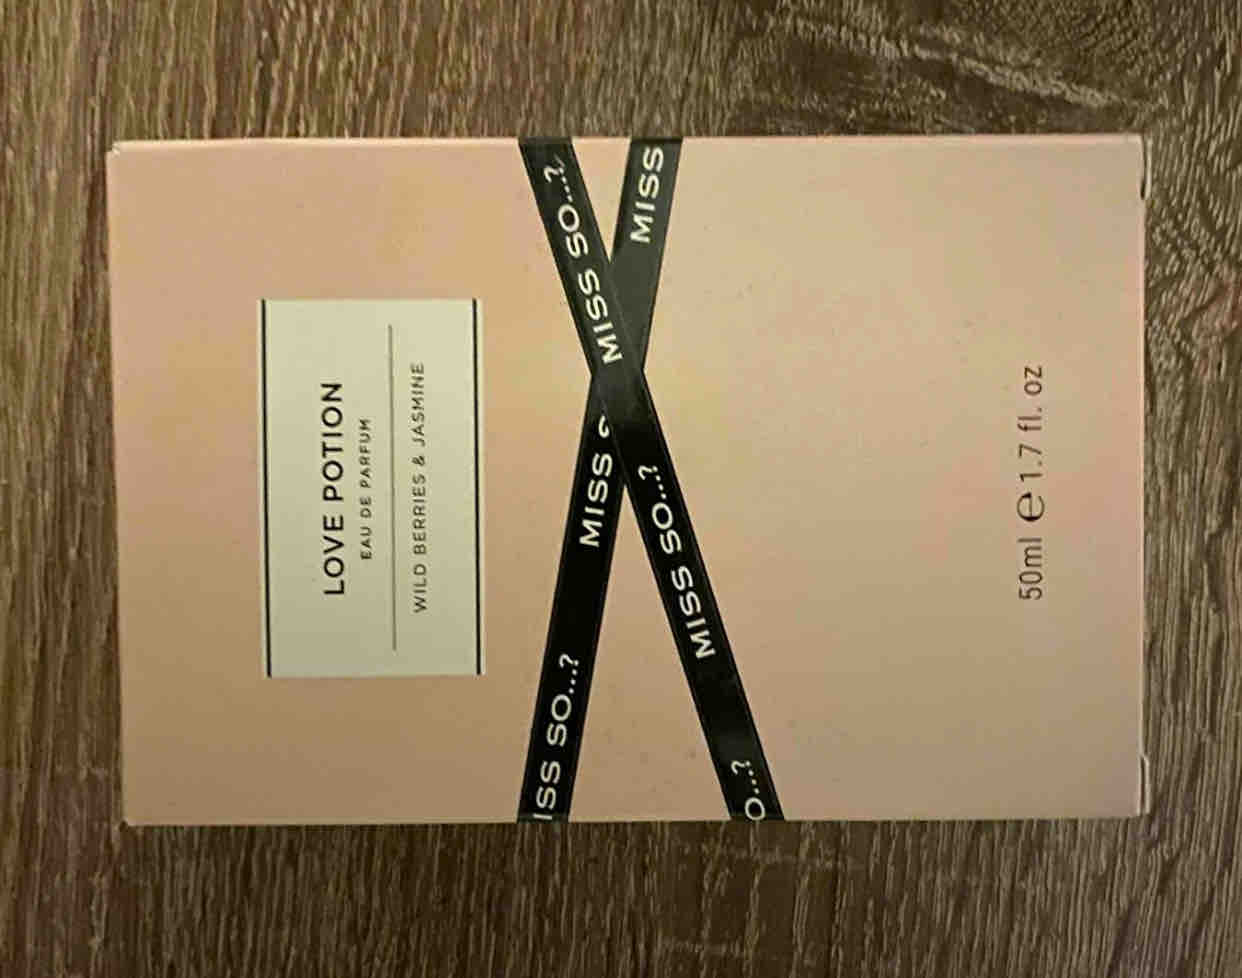 LOVE POTION
EAU DE PARFUM
WILD BERRIES & JASMINE
MISS SO...?
MISS
MISS
ISS SO...?
MISS SO...?
O...?
50ml ℮ 1.7 fl. oz